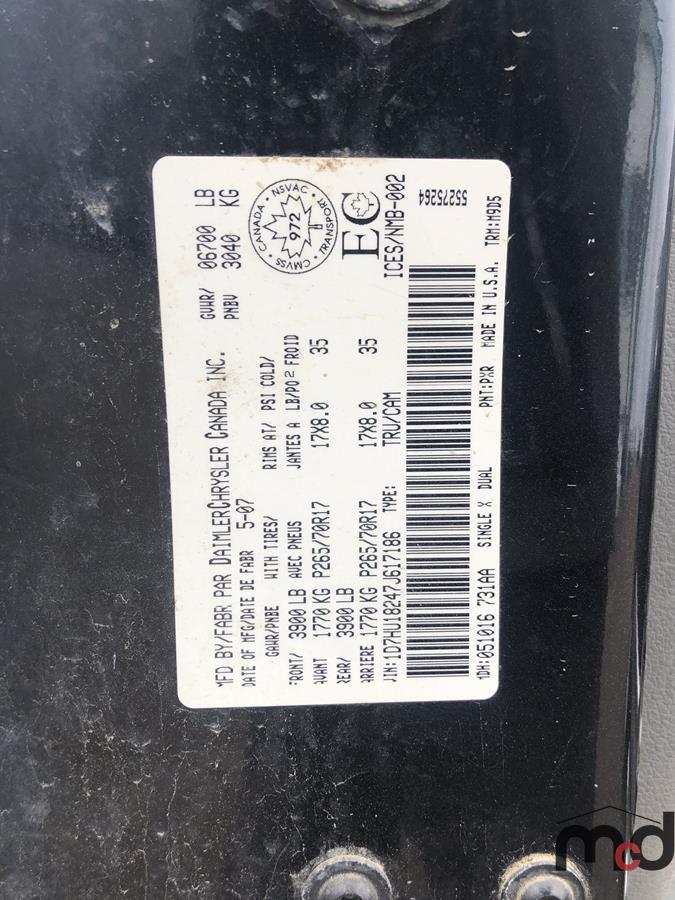 MFD BY/FABR PAR DAIMLERCHRYSLER CANADA INC.
DATE OF MFG/DATE DE FABR 5-07
GVWR/ 06700 LB
PNBV 3040 KG
GAWR/PNBE WITH TIRES/ RIMS AT/ PSI COLD/
AVEC PNEUS JANTES A LB/PO² FROID
FRONT/ 3900 LB
AVANT 1770 KG P265/70R17 17X8.0 35
REAR/ 3900 LB
ARRIERE 1770 KG P265/70R17 17X8.0 35
VIN:1D7HU18247J617186 TYPE: TRU/CAM
CANADA • NSVAC • TRANSPORT • CMVSS
972
EC
ICES/NMB-002
MDH:051016 731AA SINGLE X DUAL PNT:PXR MADE IN U.S.A. TRM:M9D5
55275264
mcd